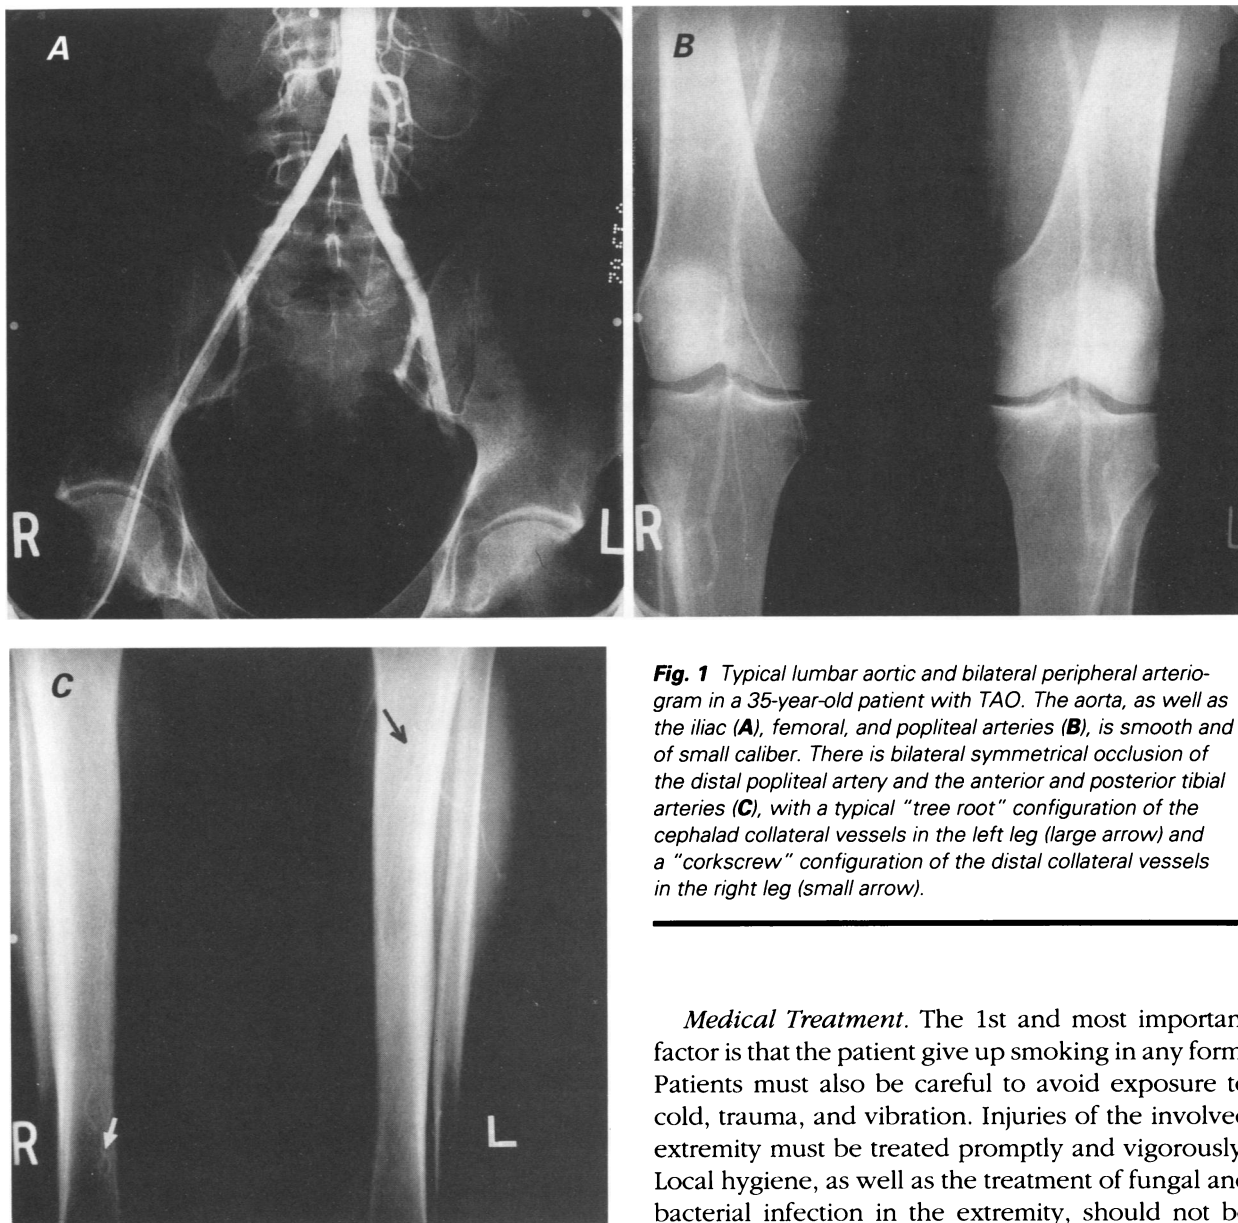 A
B
R
L
R
L
C
R
L
Fig. 1 Typical lumbar aortic and bilateral peripheral arterio-
gram in a 35-year-old patient with TAO. The aorta, as well as
the iliac (A), femoral, and popliteal arteries (B), is smooth and
of small caliber. There is bilateral symmetrical occlusion of
the distal popliteal artery and the anterior and posterior tibial
arteries (C), with a typical "tree root" configuration of the
cephalad collateral vessels in the left leg (large arrow) and
a "corkscrew" configuration of the distal collateral vessels
in the right leg (small arrow).
Medical Treatment. The 1st and most importan
factor is that the patient give up smoking in any form
Patients must also be careful to avoid exposure to
cold, trauma, and vibration. Injuries of the involve
extremity must be treated promptly and vigorously
Local hygiene, as well as the treatment of fungal and
bacterial infection in the extremity, should not be